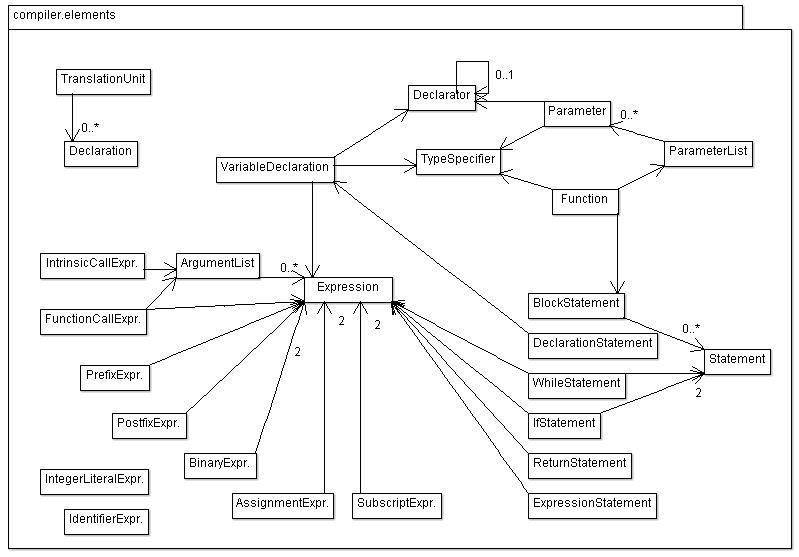 compiler.elements
TranslationUnit
0..*
Declaration
Declarator
0..1
Parameter
0..*
VariableDeclaration
TypeSpecifier
ParameterList
Function
IntrinsicCallExpr.
ArgumentList
0..*
Expression
FunctionCallExpr.
2
2
2
BlockStatement
0..*
DeclarationStatement
Statement
PrefixExpr.
WhileStatement
2
PostfixExpr.
IfStatement
BinaryExpr.
ReturnStatement
IntegerLiteralExpr.
AssignmentExpr.
SubscriptExpr.
ExpressionStatement
IdentifierExpr.